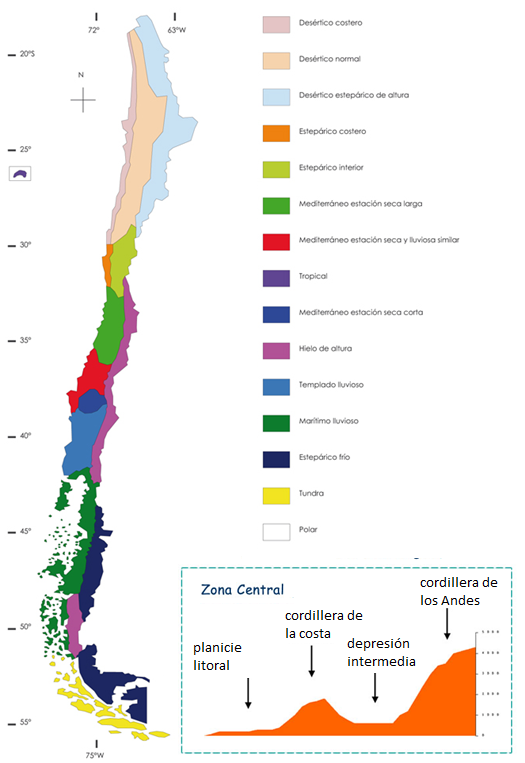 72°
63°W
20°S
N
25°
30°
35°
40°
45°
50°
55°
75°W
Desértico costero
Desértico normal
Desértico estepárico de altura
Estepárico costero
Estepárico interior
Mediterráneo estación seca larga
Mediterráneo estación seca y lluviosa similar
Tropical
Mediterráneo estación seca corta
Hielo de altura
Templado lluvioso
Marítimo lluvioso
Estepárico frío
Tundra
Polar
Zona Central
planicie
litoral
cordillera de
la costa
depresión
intermedia
cordillera de
los Andes
0